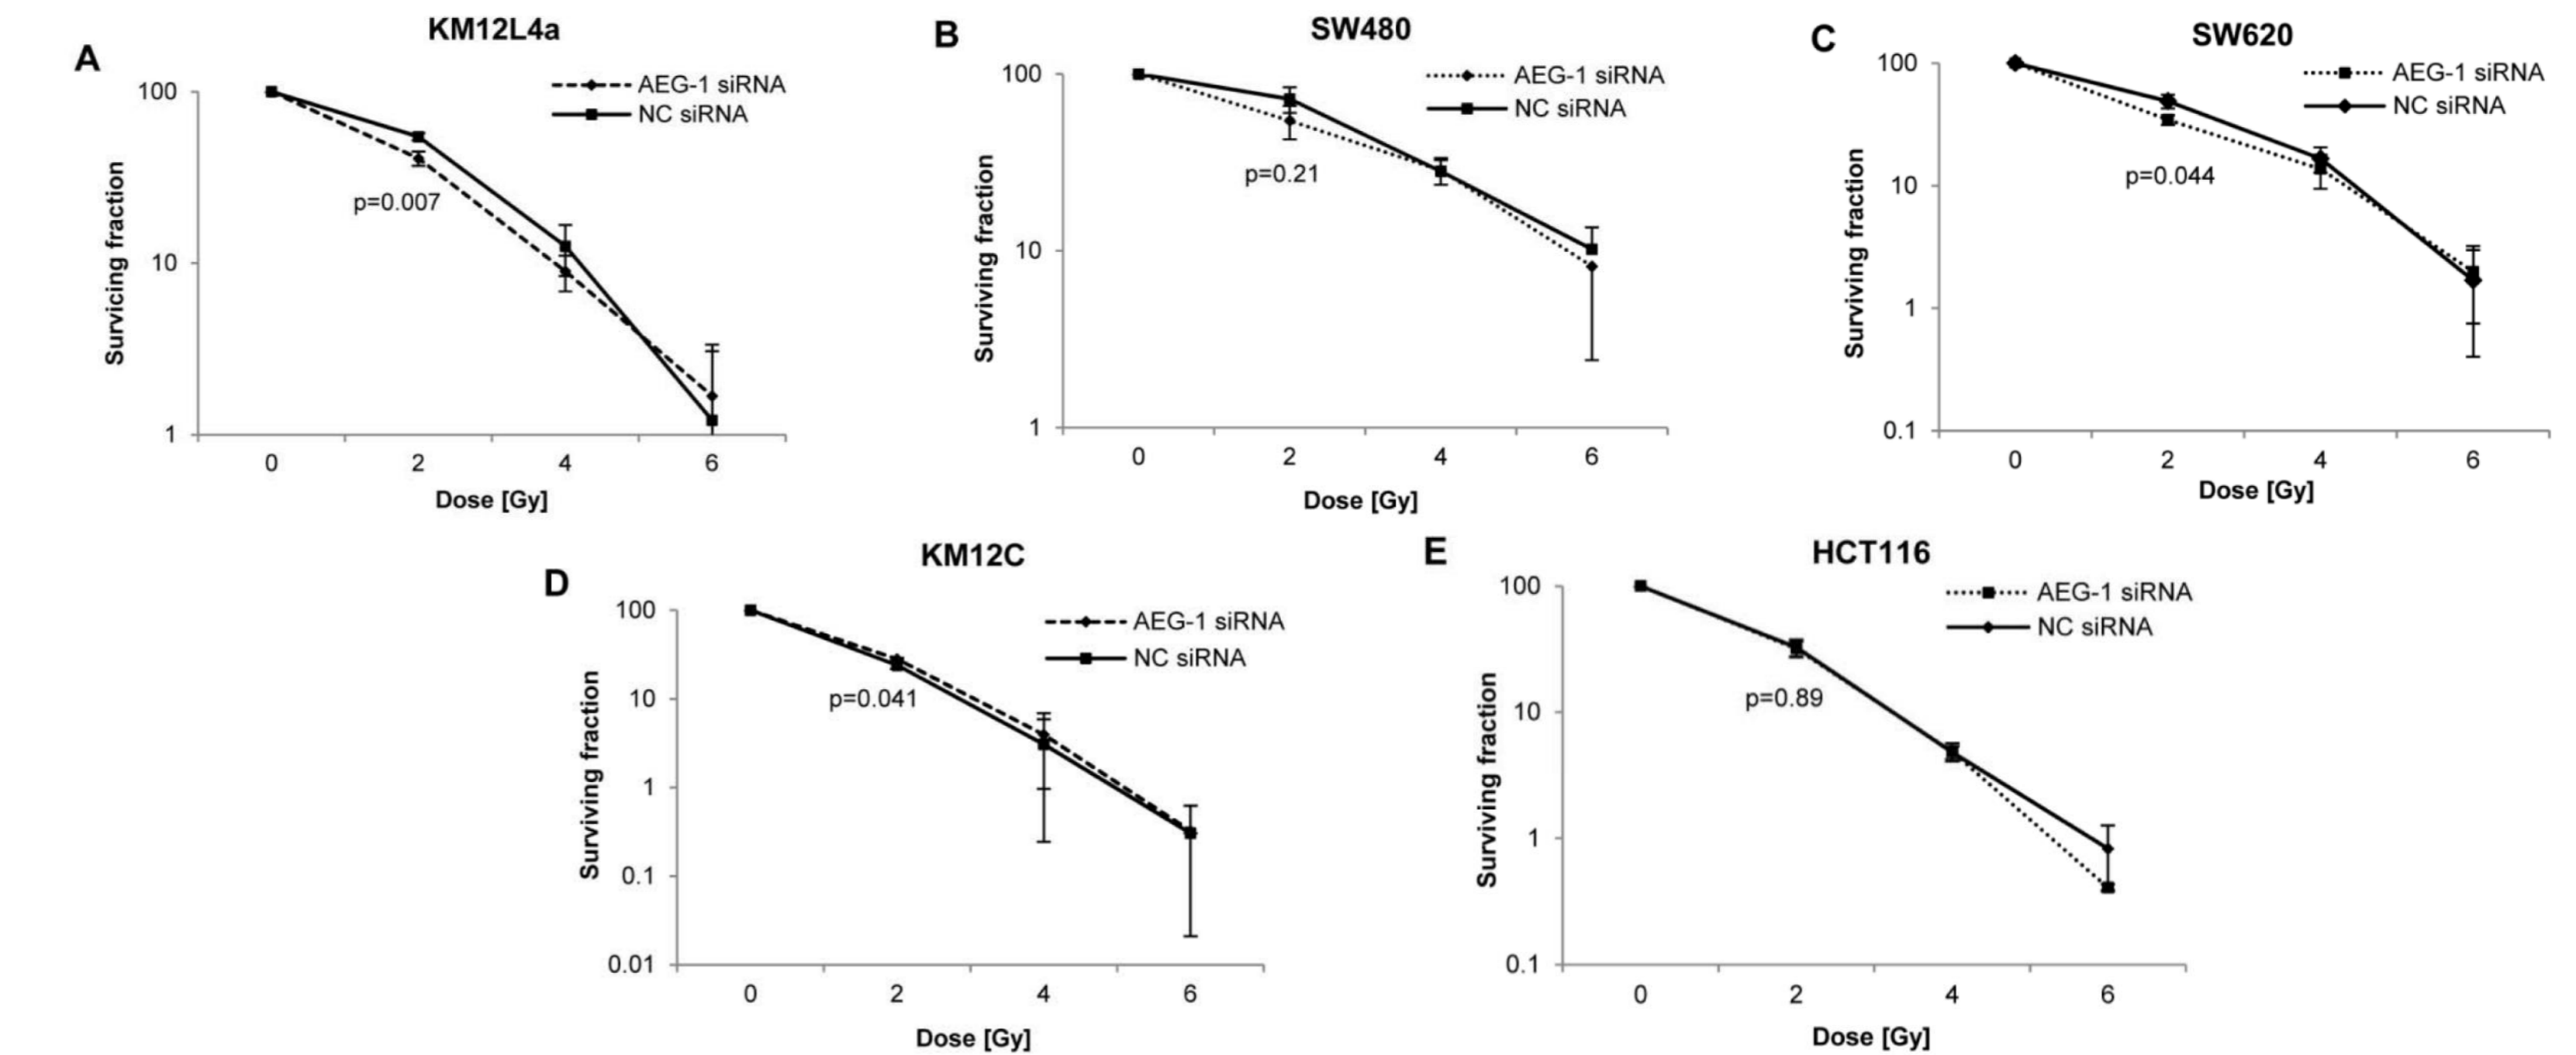 A
KM12L4a
AEG-1 siRNA
NC siRNA
100
10
1
Survicing fraction
p=0.007
0 2 4 6
Dose [Gy]
B
SW480
AEG-1 siRNA
NC siRNA
100
10
1
Surviving fraction
p=0.21
0 2 4 6
Dose [Gy]
C
SW620
AEG-1 siRNA
NC siRNA
100
10
1
0.1
Surviving fraction
p=0.044
0 2 4 6
Dose [Gy]
D
KM12C
AEG-1 siRNA
NC siRNA
100
10
1
0.1
0.01
Surviving fraction
p=0.041
0 2 4 6
Dose [Gy]
E
HCT116
AEG-1 siRNA
NC siRNA
100
10
1
0.1
Surviving fraction
p=0.89
0 2 4 6
Dose [Gy]